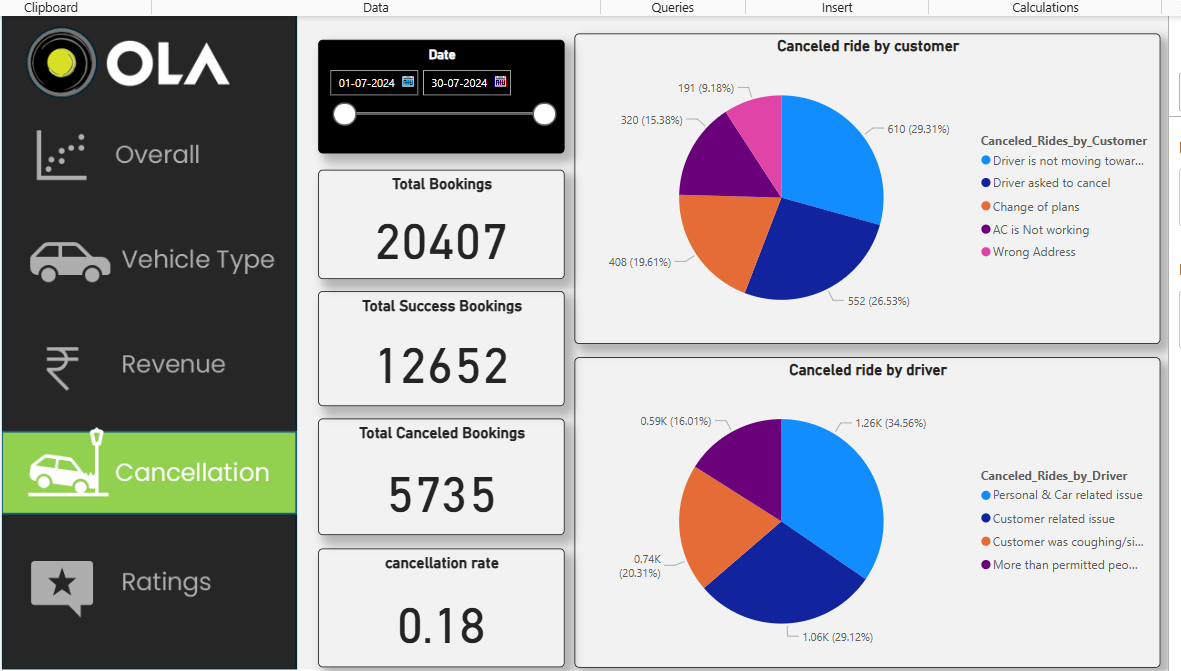 Clipboard
Data
Queries
Insert
Calculations
OLA
Overall
Vehicle Type
Revenue
Cancellation
Ratings
Date
01-07-2024
30-07-2024
Total Bookings
20407
Total Success Bookings
12652
Total Canceled Bookings
5735
cancellation rate
0.18
Canceled ride by customer
191 (9.18%)
320 (15.38%)
610 (29.31%)
408 (19.61%)
552 (26.53%)
Canceled_Rides_by_Customer
Driver is not moving towar...
Driver asked to cancel
Change of plans
AC is Not working
Wrong Address
Canceled ride by driver
0.59K (16.01%)
1.26K (34.56%)
0.74K
(20.31%)
1.06K (29.12%)
Canceled_Rides_by_Driver
Personal & Car related issue
Customer related issue
Customer was coughing/si...
More than permitted peo...